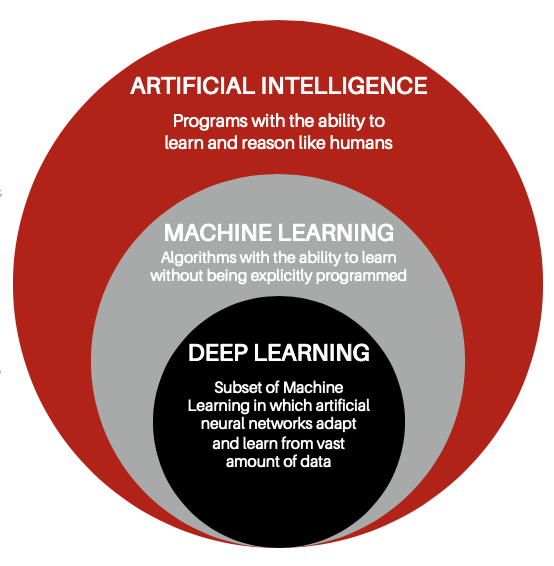 ARTIFICIAL INTELLIGENCE
Programs with the ability to
learn and reason like humans
MACHINE LEARNING
Algorithms with the ability to learn
without being explicitly programmed
DEEP LEARNING
Subset of Machine
Learning in which artificial
neural networks adapt
and learn from vast
amount of data